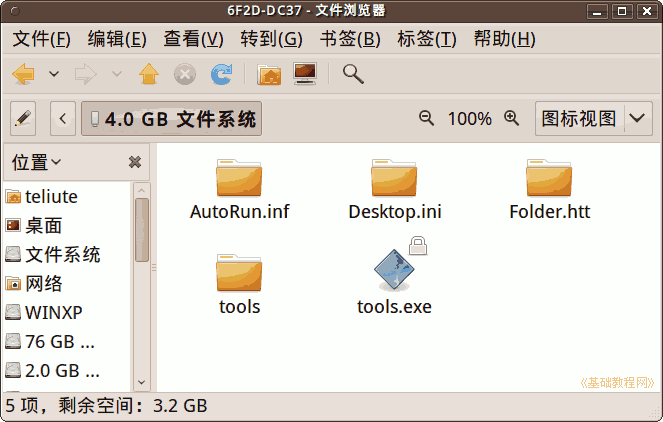 6F2D-DC37 - 文件浏览器
文件(F) 编辑(E) 查看(V) 转到(G) 书签(B) 标签(T) 帮助(H)
4.0 GB 文件系统 100% 图标视图
位置
teliute
桌面
文件系统
网络
WINXP
76 GB ...
2.0 GB ...
AutoRun.inf Desktop.ini Folder.htt
tools tools.exe
《基础教程网》
5 项，剩余空间：3.2 GB